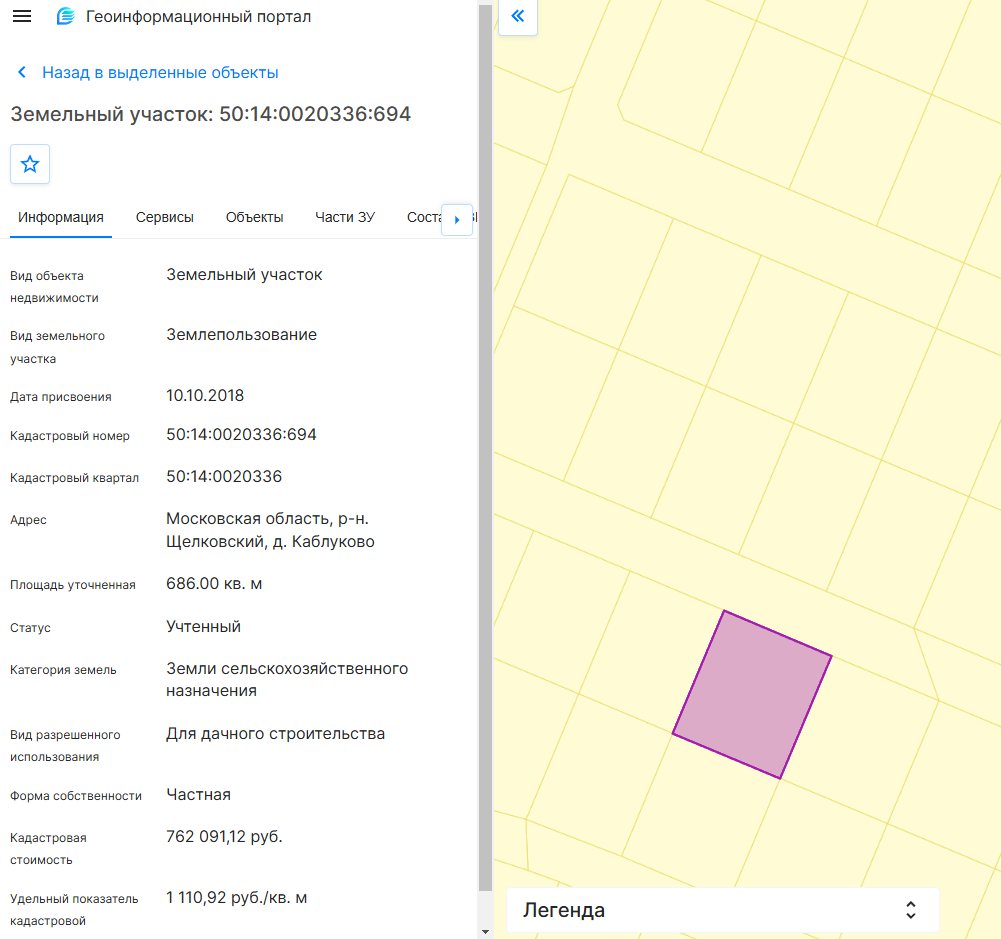 Геоинформационный портал
Назад в выделенные объекты
Земельный участок: 50:14:0020336:694
Информация Сервисы Объекты Части ЗУ
Вид объекта недвижимости
Земельный участок
Вид земельного участка
Землепользование
Дата присвоения
10.10.2018
Кадастровый номер
50:14:0020336:694
Кадастровый квартал
50:14:0020336
Адрес
Московская область, р-н.
Щелковский, д. Каблуково
Площадь уточненная
686.00 кв. м
Статус
Учтенный
Категория земель
Земли сельскохозяйственного
назначения
Вид разрешенного
использования
Для дачного строительства
Форма собственности
Частная
Кадастровая
стоимость
762 091,12 руб.
Удельный показатель
кадастровой
1 110,92 руб./кв. м
Легенда